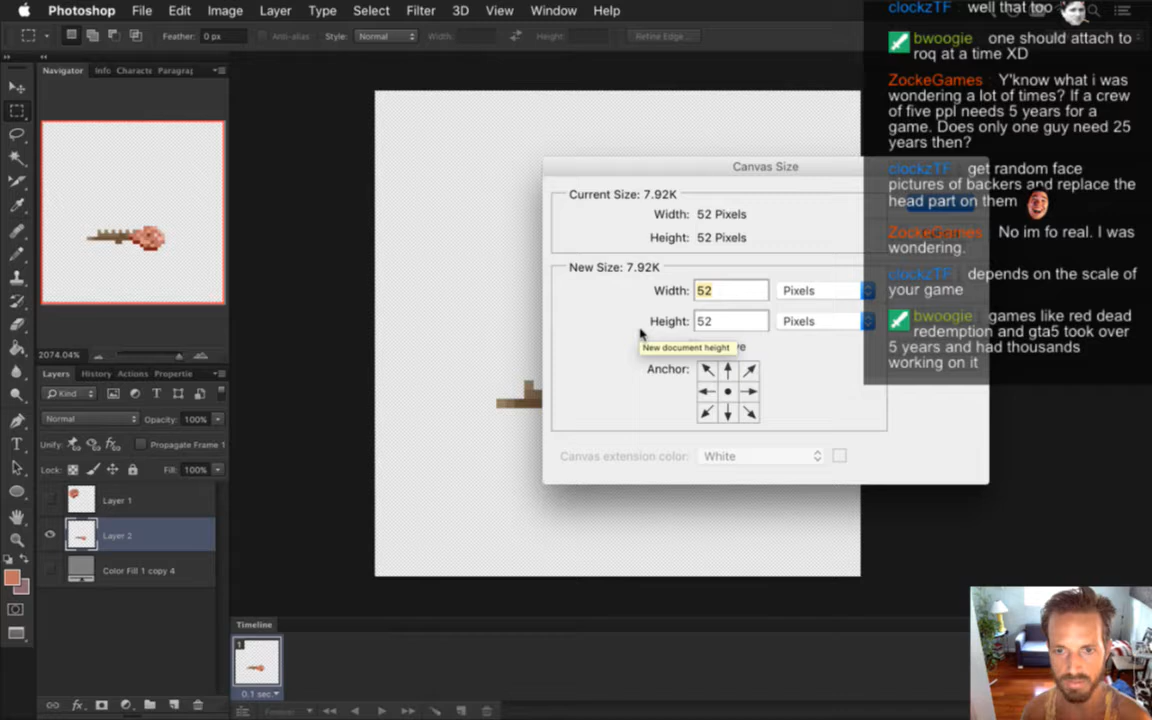 Photoshop File Edit Image Layer Type Select Filter 3D View Window Help
Feather: 0 px Anti-alias Style: Normal Width: Height: Refine Edge...
Navigator Info Characte Paragraj
2074.04%
Layers History Actions Propertie
Kind
Normal Opacity: 100%
Unify: Propagate Frame 1
Lock: Fill: 100%
Layer 1
Layer 2
Color Fill 1 copy 4
Canvas Size
Current Size: 7.92K
Width: 52 Pixels
Height: 52 Pixels
New Size: 7.92K
Width: 52 Pixels
Height: 52 Pixels
New document height
Anchor:
Canvas extension color: White
Timeline
1
0.1 sec.
clockzTF well that too
bwoogie one should attach to
roq at a time XD
ZockeGames Y'know what i was
wondering a lot of times? If a crew
of five ppl needs 5 years for a
game. Does only one guy need 25
years then?
clockzTF get random face
pictures of backers and replace the
head part on them
ZockeGames No im fo real. I was
wondering.
clockzTF depends on the scale of
your game
bwoogie games like red dead
redemption and gta5 took over
5 years and had thousands
working on it